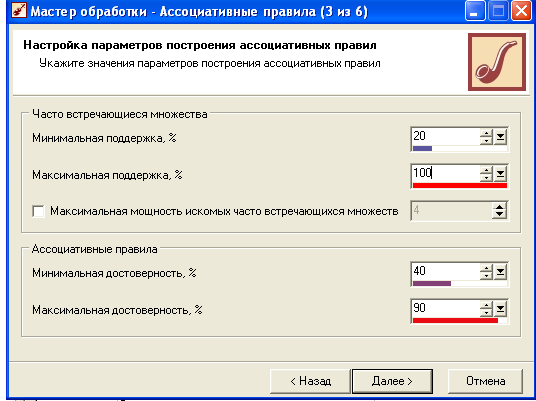 Мастер обработки - Ассоциативные правила (3 из 6)
Настройка параметров построения ассоциативных правил
Укажите значения параметров построения ассоциативных правил
Часто встречающиеся множества
Минимальная поддержка, % 20
Максимальная поддержка, % 100
Максимальная мощность искомых часто встречающихся множеств 4
Ассоциативные правила
Минимальная достоверность, % 40
Максимальная достоверность, % 90
< Назад Далее > Отмена